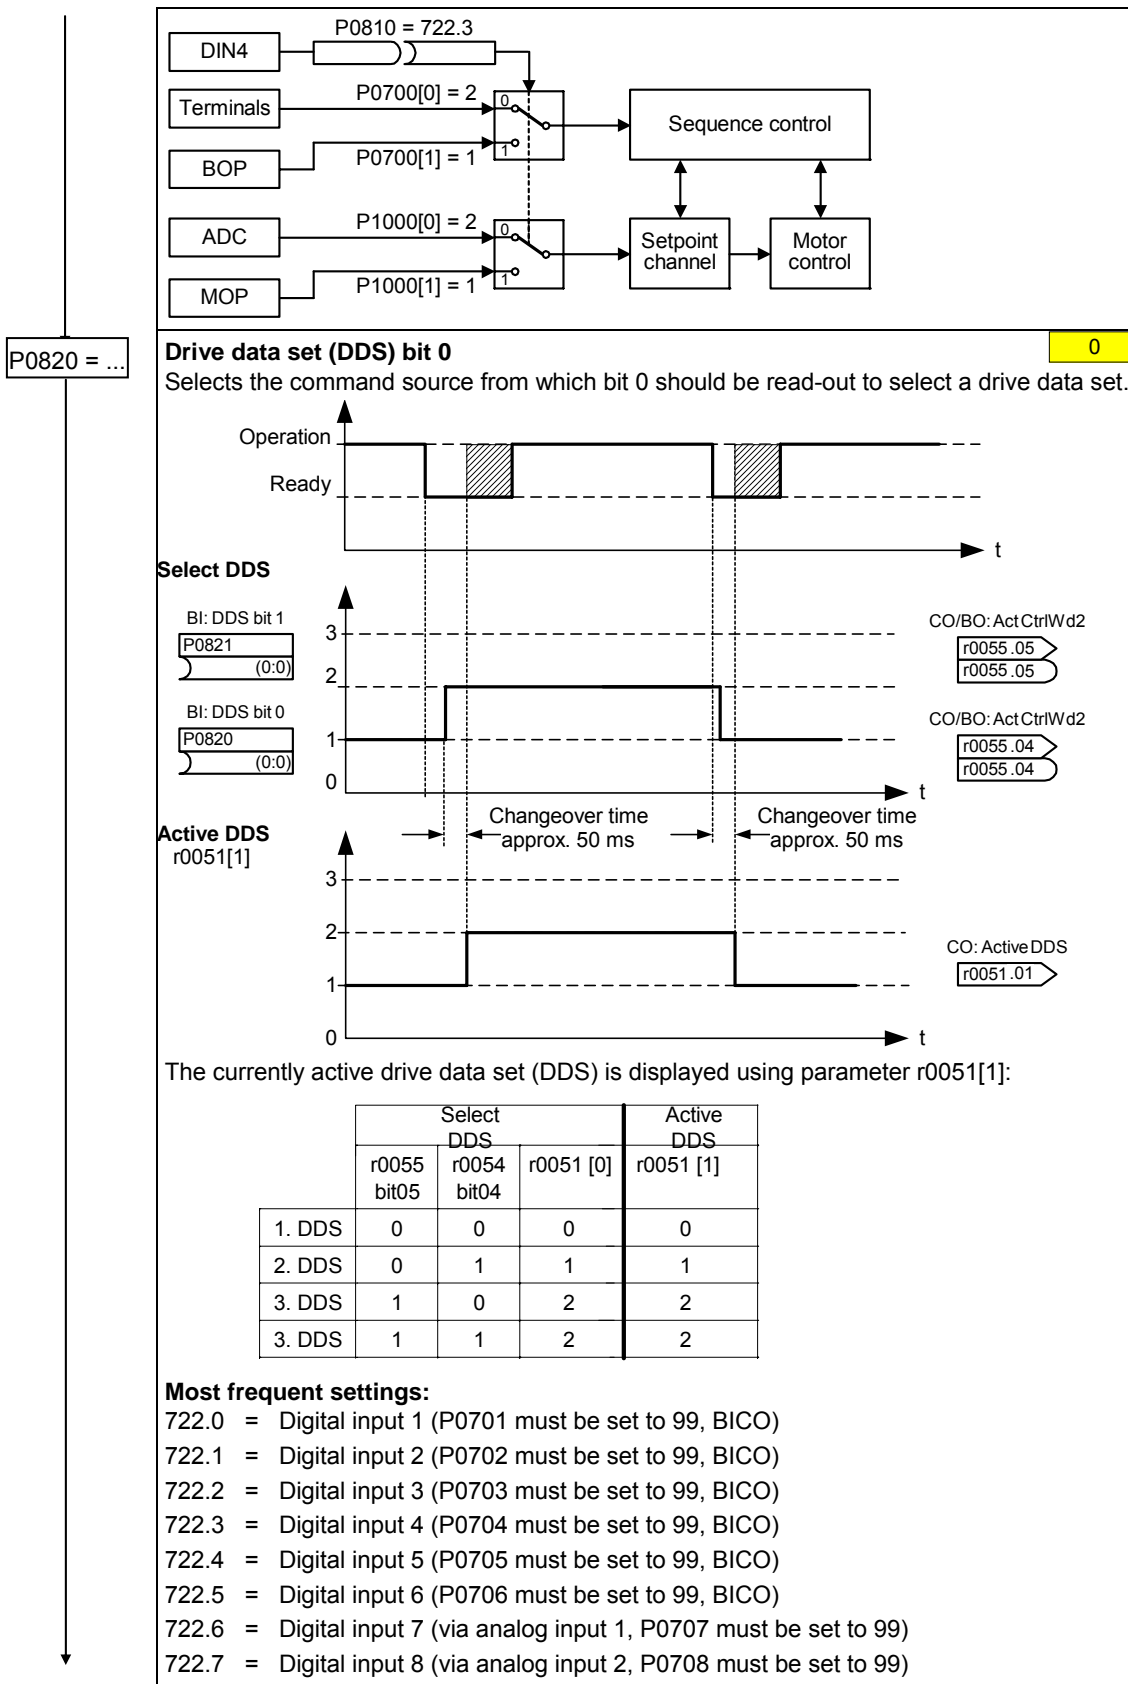 P0810 = 722.3
DIN4
Terminals
P0700[0] = 2
0
Sequence control
BOP
P0700[1] = 1
1
ADC
P1000[0] = 2
0
Setpoint
channel
Motor
control
MOP
P1000[1] = 1
1
P0820 = ...
Drive data set (DDS) bit 0
0
Selects the command source from which bit 0 should be read-out to select a drive data set.
Operation
Ready
t
Select DDS
BI: DDS bit 1
P0821
(0:0)
BI: DDS bit 0
P0820
(0:0)
3
2
1
0
t
CO/BO: Act CtrlWd2
r0055 .05
r0055 .05
CO/BO: Act CtrlWd2
r0055 .04
r0055 .04
Changeover time
approx. 50 ms
Changeover time
approx. 50 ms
Active DDS
r0051[1]
3
2
1
0
t
CO: Active DDS
r0051 .01
The currently active drive data set (DDS) is displayed using parameter r0051[1]:
Select
DDS
Active
DDS
r0055
bit05
r0054
bit04
r0051 [0]
r0051 [1]
1. DDS 0 0 0 0
2. DDS 0 1 1 1
3. DDS 1 0 2 2
3. DDS 1 1 2 2
Most frequent settings:
722.0 = Digital input 1 (P0701 must be set to 99, BICO)
722.1 = Digital input 2 (P0702 must be set to 99, BICO)
722.2 = Digital input 3 (P0703 must be set to 99, BICO)
722.3 = Digital input 4 (P0704 must be set to 99, BICO)
722.4 = Digital input 5 (P0705 must be set to 99, BICO)
722.5 = Digital input 6 (P0706 must be set to 99, BICO)
722.6 = Digital input 7 (via analog input 1, P0707 must be set to 99)
722.7 = Digital input 8 (via analog input 2, P0708 must be set to 99)